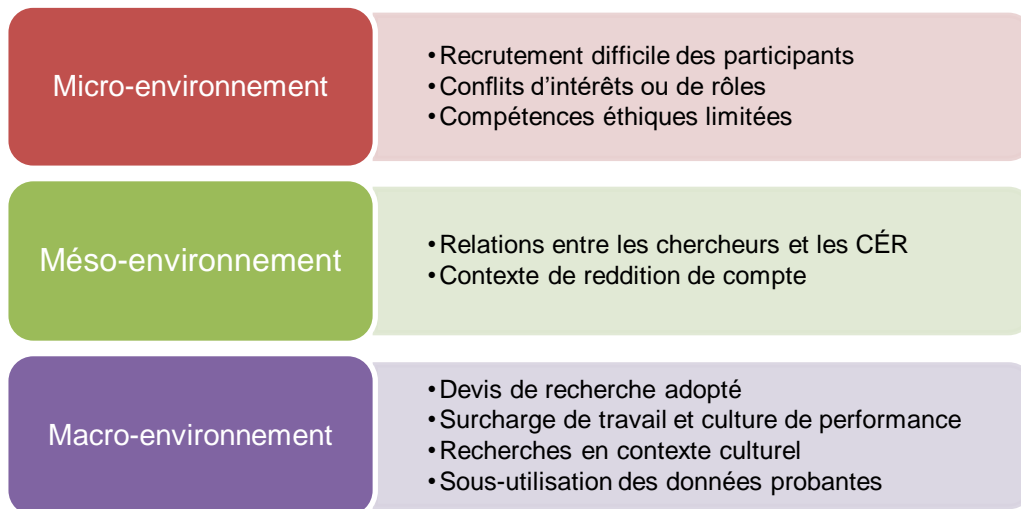 Micro-environnement
•Recrutement difficile des participants
•Conflits d'intérêts ou de rôles
•Compétences éthiques limitées
Méso-environnement
•Relations entre les chercheurs et les CÉR
•Contexte de reddition de compte
Macro-environnement
•Devis de recherche adopté
•Surcharge de travail et culture de performance
•Recherches en contexte culturel
•Sous-utilisation des données probantes